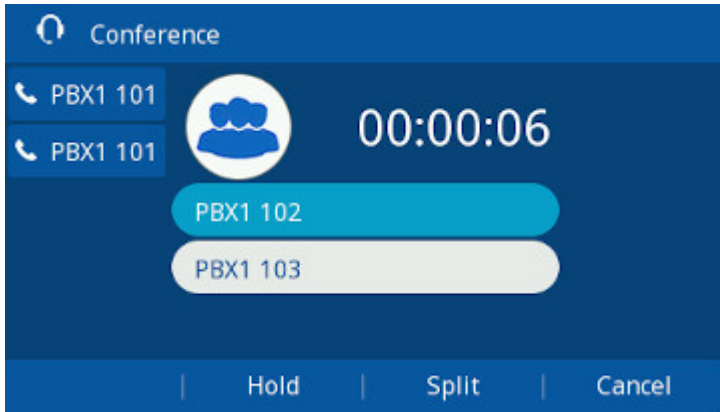 Conference
PBX1 101
PBX1 101
00:00:06
PBX1 102
PBX1 103
Hold
Split
Cancel